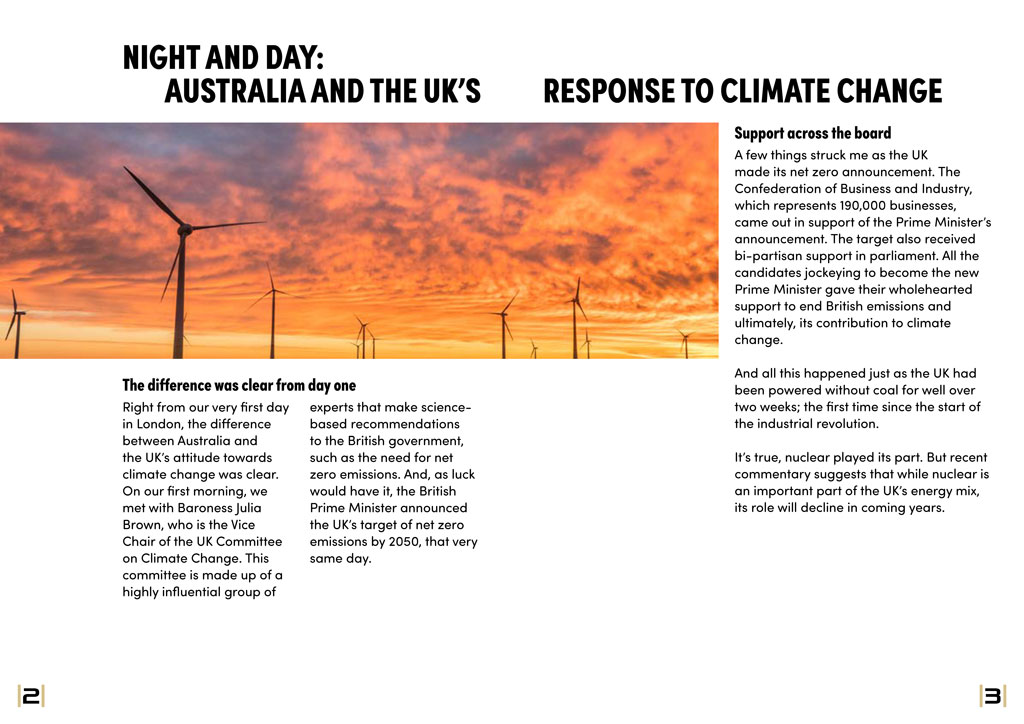 NIGHT AND DAY:
AUSTRALIA AND THE UK'S RESPONSE TO CLIMATE CHANGE
The difference was clear from day one
Right from our very first day
in London, the difference
between Australia and
the UK's attitude towards
climate change was clear.
On our first morning, we
met with Baroness Julia
Brown, who is the Vice
Chair of the UK Committee
on Climate Change. This
committee is made up of a
highly influential group of
experts that make science-
based recommendations
to the British government,
such as the need for net
zero emissions. And, as luck
would have it, the British
Prime Minister announced
the UK's target of net zero
emissions by 2050, that very
same day.
Support across the board
A few things struck me as the UK
made its net zero announcement. The
Confederation of Business and Industry,
which represents 190,000 businesses,
came out in support of the Prime Minister's
announcement. The target also received
bi-partisan support in parliament. All the
candidates jockeying to become the new
Prime Minister gave their wholehearted
support to end British emissions and
ultimately, its contribution to climate
change.
And all this happened just as the UK had
been powered without coal for well over
two weeks; the first time since the start of
the industrial revolution.
It's true, nuclear played its part. But recent
commentary suggests that while nuclear is
an important part of the UK's energy mix,
its role will decline in coming years.
|2|
|3|